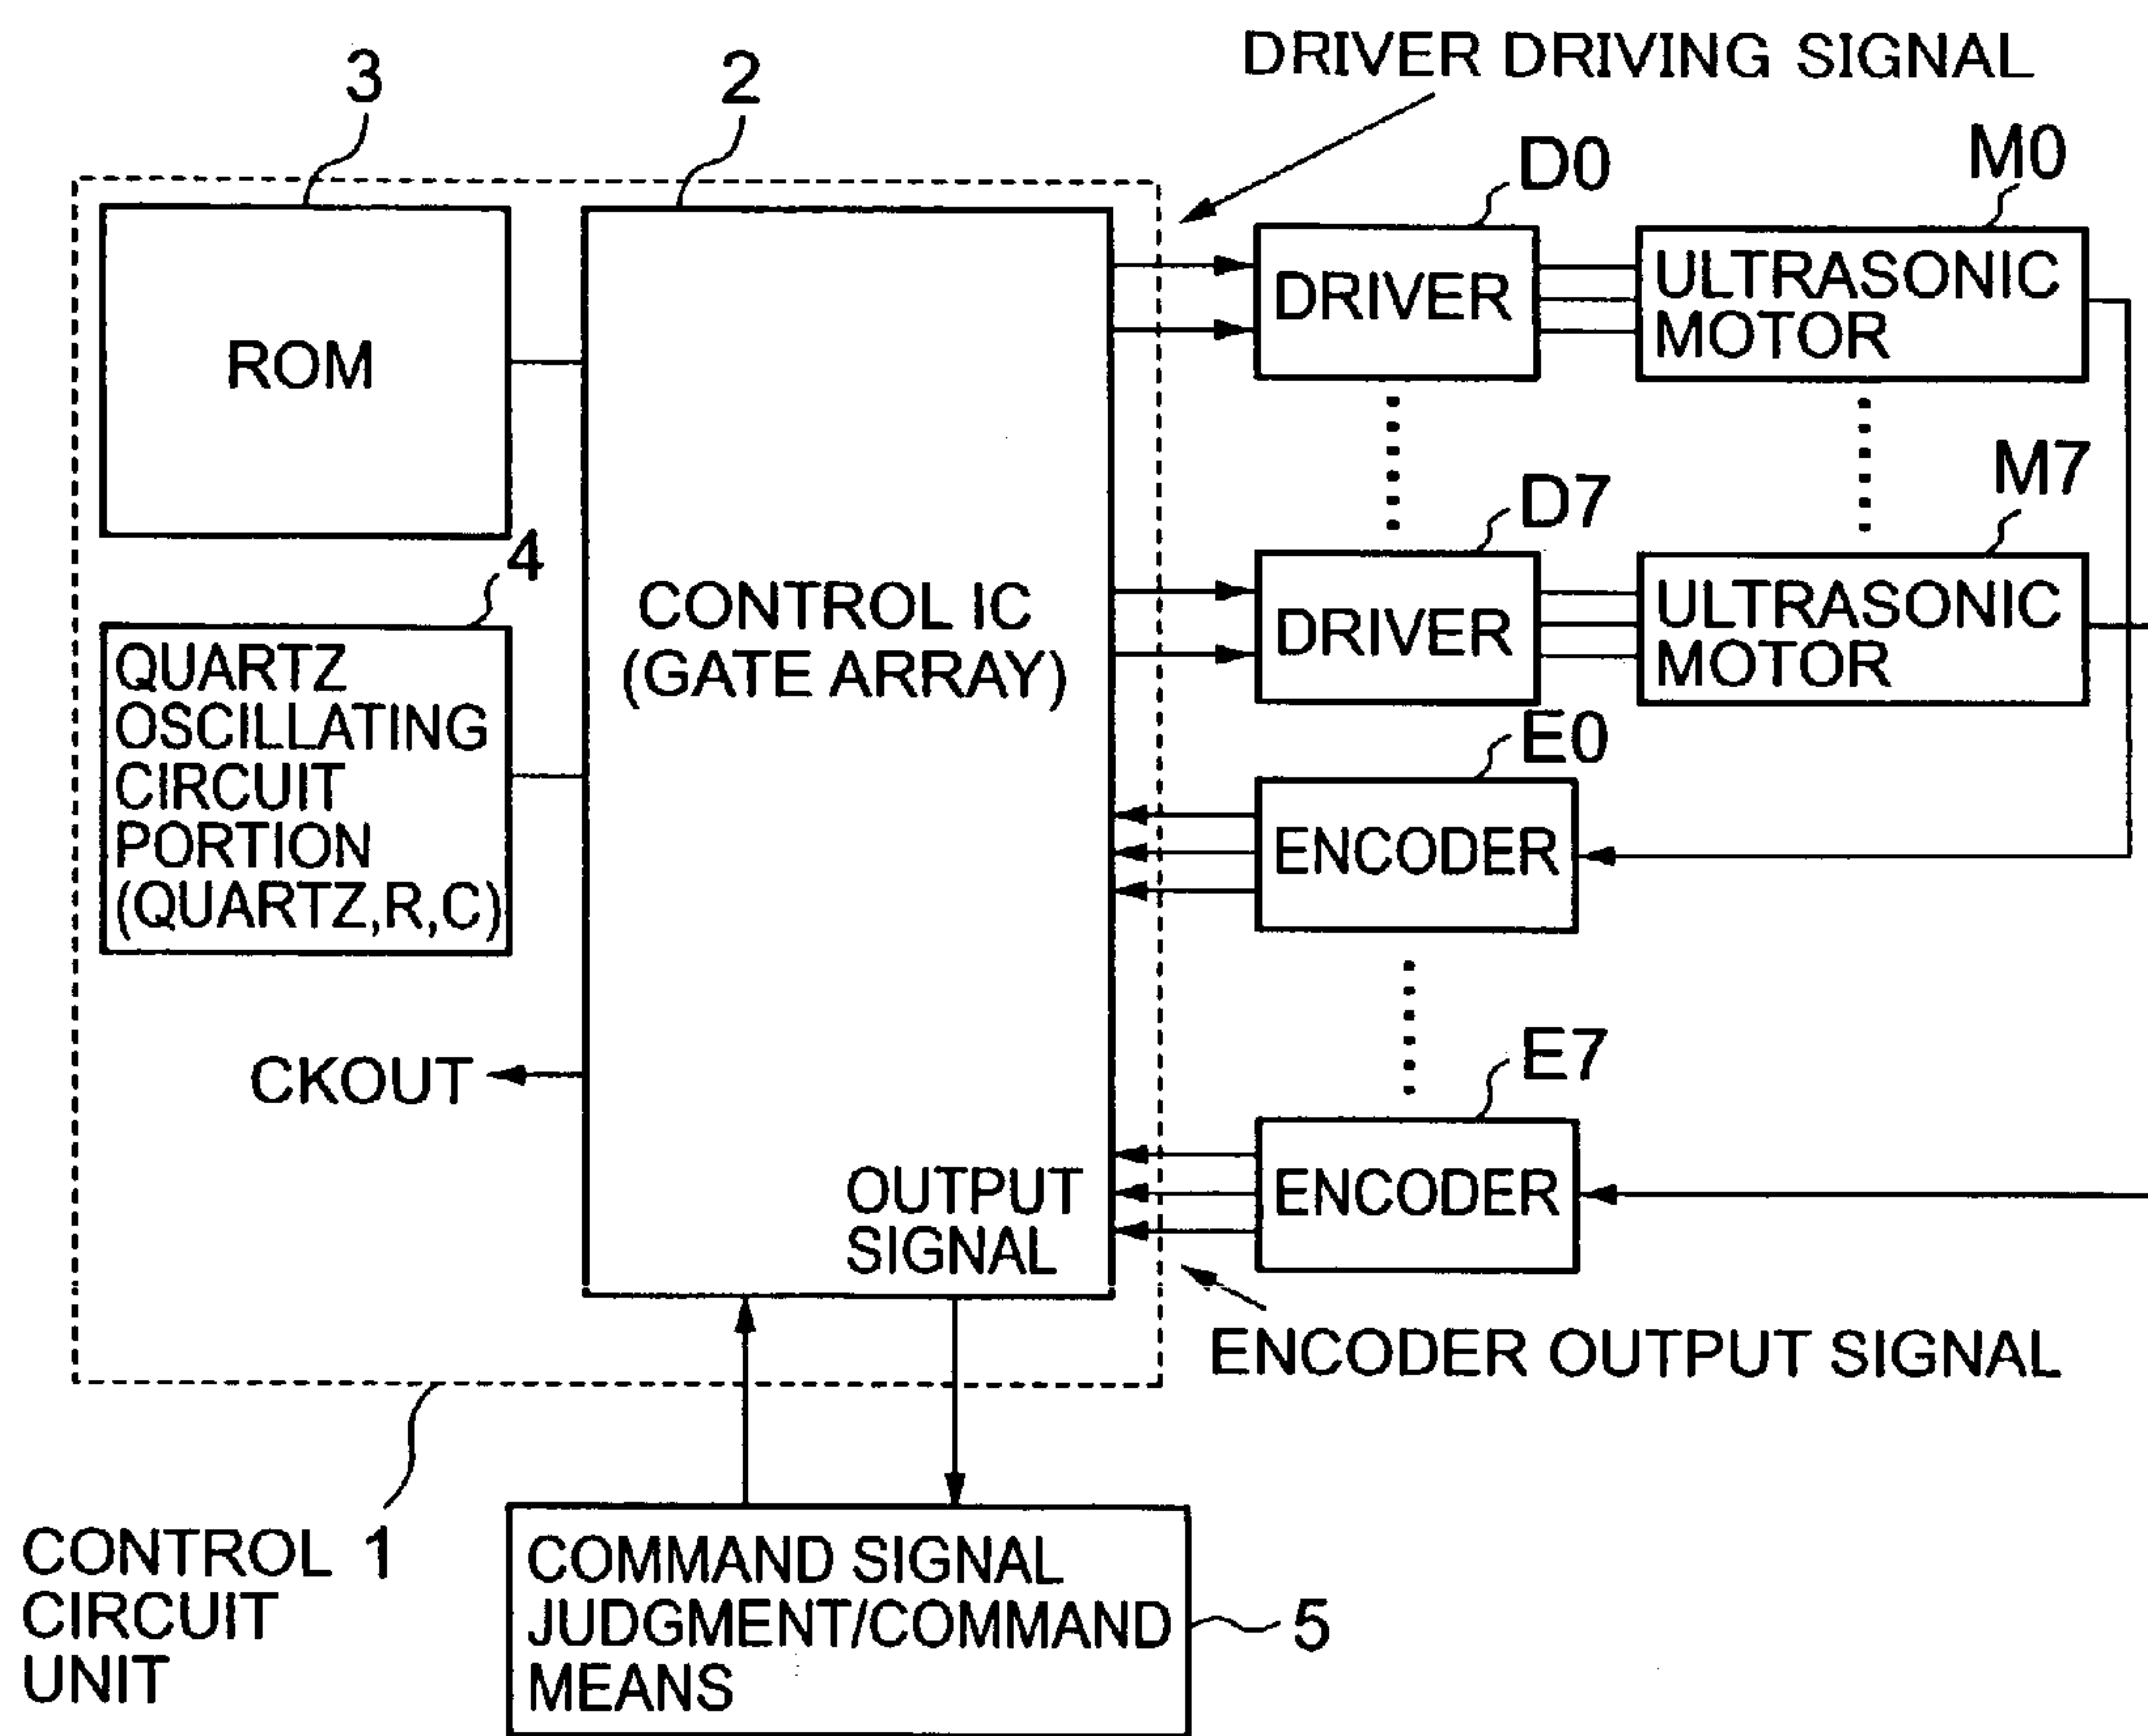 DRIVER DRIVING SIGNAL
3
2
D0
M0
ROM
DRIVER
ULTRASONIC
MOTOR
D7
M7
4
CONTROL IC
(GATE ARRAY)
DRIVER
ULTRASONIC
MOTOR
QUARTZ
OSCILLATING
CIRCUIT
PORTION
(QUARTZ,R,C)
E0
ENCODER
CKOUT
E7
ENCODER
OUTPUT
SIGNAL
ENCODER OUTPUT SIGNAL
CONTROL 1
CIRCUIT
UNIT
COMMAND SIGNAL
JUDGMENT/COMMAND
MEANS
5